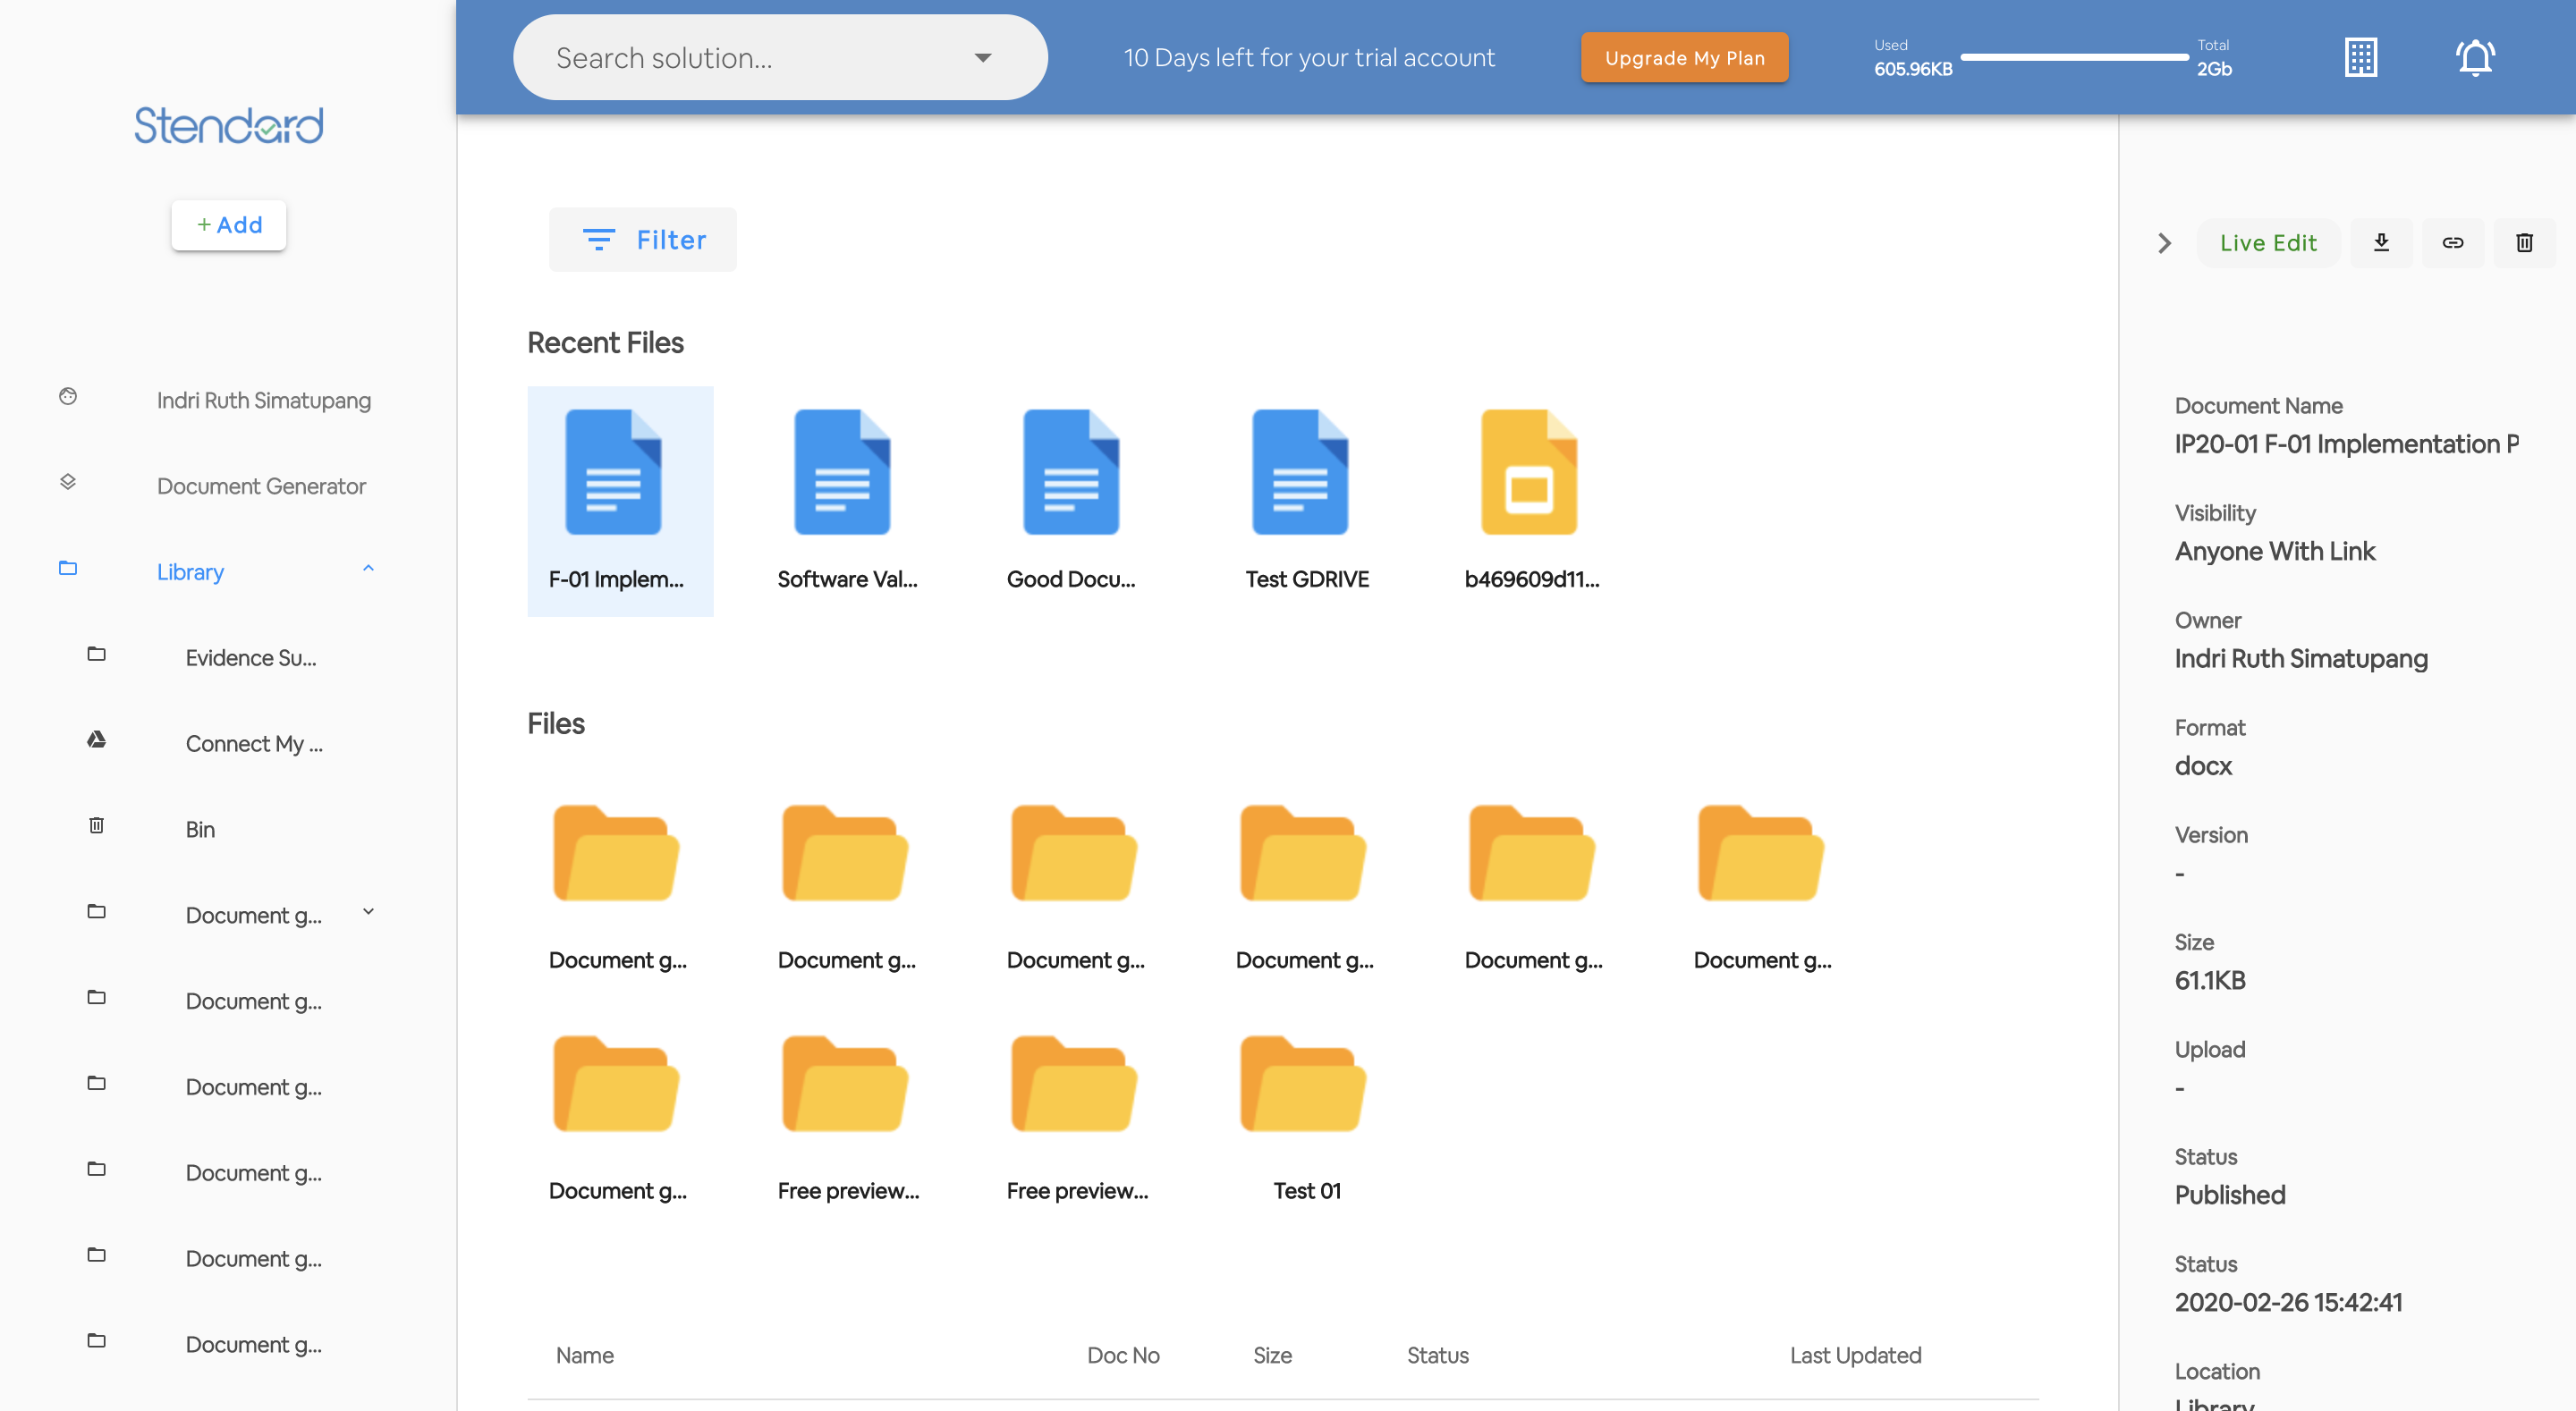 Stendard
+ Add
Indri Ruth Simatupang
Document Generator
Library
Evidence Su...
Connect My ...
Bin
Document g...
Document g...
Document g...
Document g...
Document g...
Document g...
Search solution...
10 Days left for your trial account
Upgrade My Plan
Used
605.96KB
Total
2Gb
Filter
Recent Files
F-01 Implem...
Software Val...
Good Docu...
Test GDRIVE
b469609d11...
Files
Document g...
Document g...
Document g...
Document g...
Document g...
Document g...
Document g...
Free preview...
Free preview...
Test 01
Name Doc No Size Status Last Updated
Live Edit
Document Name
IP20-01 F-01 Implementation P
Visibility
Anyone With Link
Owner
Indri Ruth Simatupang
Format
docx
Version
-
Size
61.1KB
Upload
-
Status
Published
Status
2020-02-26 15:42:41
Location
Library